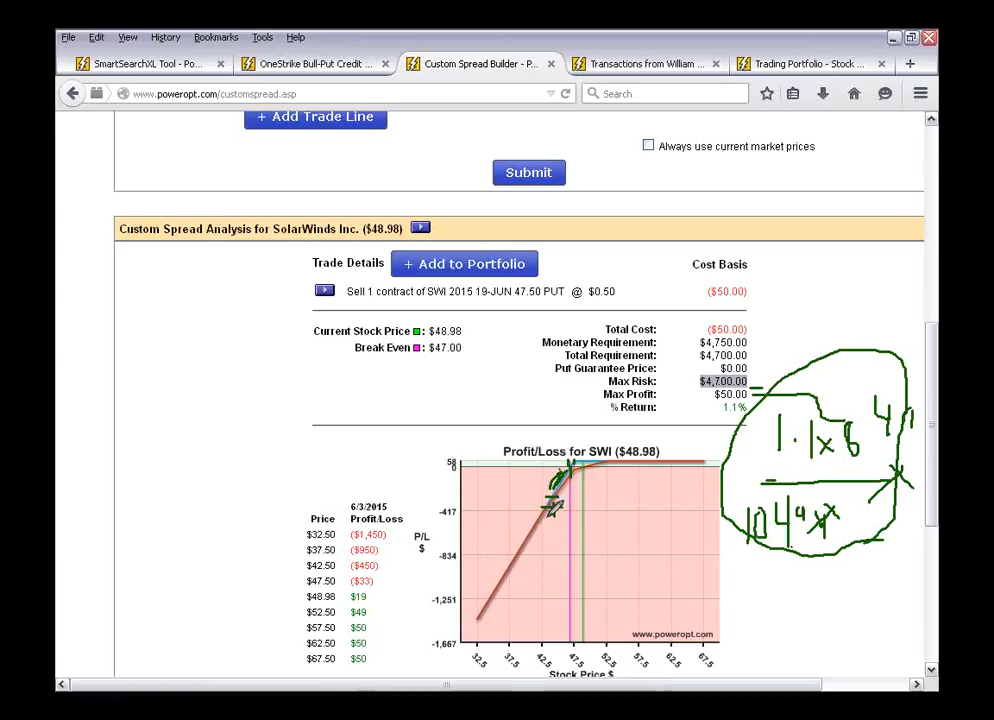 File Edit View History Bookmarks Tools Help
SmartSearchXL Tool - Po... × OneStrike Bull-Put Credit ... × Custom Spread Builder - P... × Transactions from William ... × Trading Portfolio - Stock ... × +
www.poweropt.com/customspread.asp Search
+ Add Trade Line
Always use current market prices
Submit
Custom Spread Analysis for SolarWinds Inc. ($48.98)
Trade Details + Add to Portfolio Cost Basis
Sell 1 contract of SWI 2015 19-JUN 47.50 PUT @ $0.50 ($50.00)
Current Stock Price : $48.98
Break Even : $47.00
Total Cost: ($50.00)
Monetary Requirement: $4,750.00
Total Requirement: $4,700.00
Put Guarantee Price: $0.00
Max Risk: $4,700.00
Max Profit: $50.00
% Return: 1.1%
Profit/Loss for SWI ($48.98)
58
0
-417
-834
-1,251
-1,667
P/L
$
32.5 37.5 42.5 47.5 52.5 57.5 62.5 67.5
Stock Price $
www.poweropt.com
6/3/2015
Price Profit/Loss
$32.50 ($1,450)
$37.50 ($950)
$42.50 ($450)
$47.50 ($33)
$48.98 $19
$52.50 $49
$57.50 $50
$62.50 $50
$67.50 $50